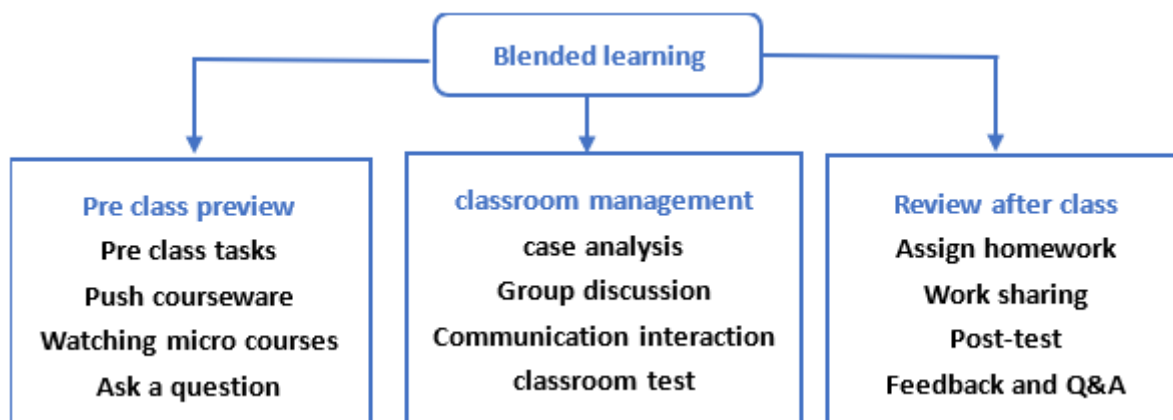 Blended learning
Pre class preview
Pre class tasks
Push courseware
Watching micro courses
Ask a question
classroom management
case analysis
Group discussion
Communication interaction
classroom test
Review after class
Assign homework
Work sharing
Post-test
Feedback and Q&A